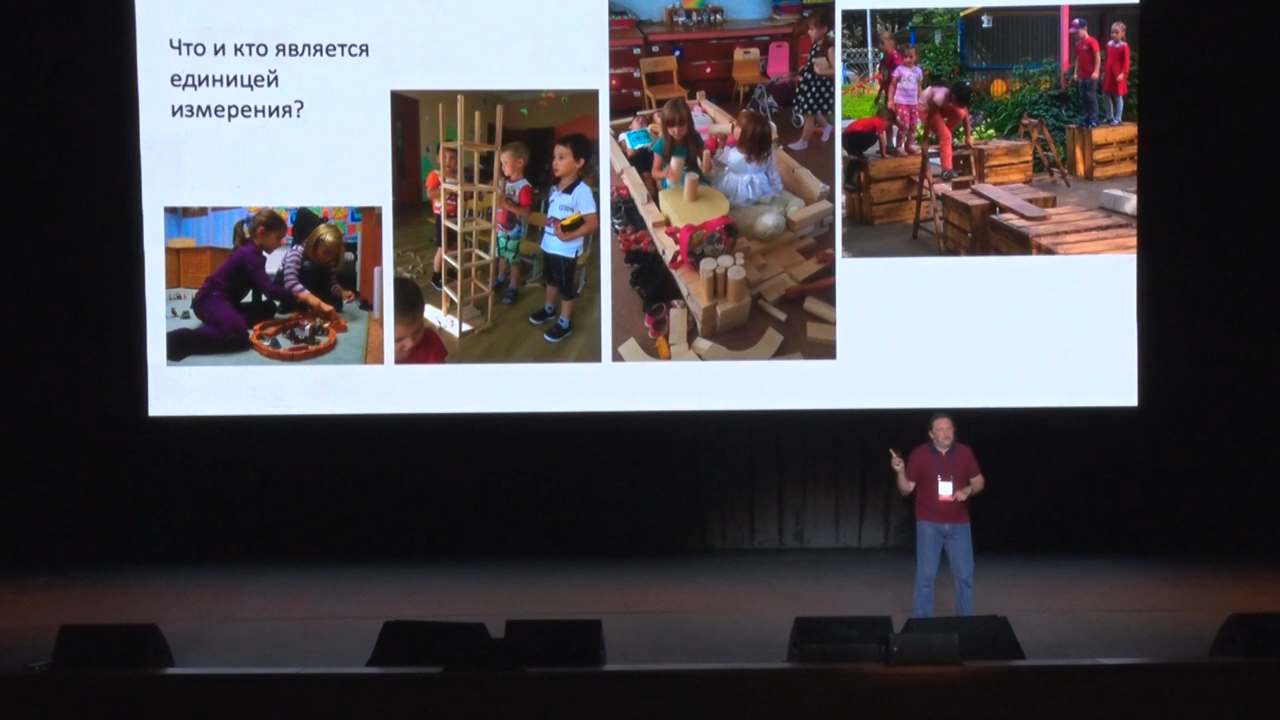 Что и кто является
единицей
измерения?